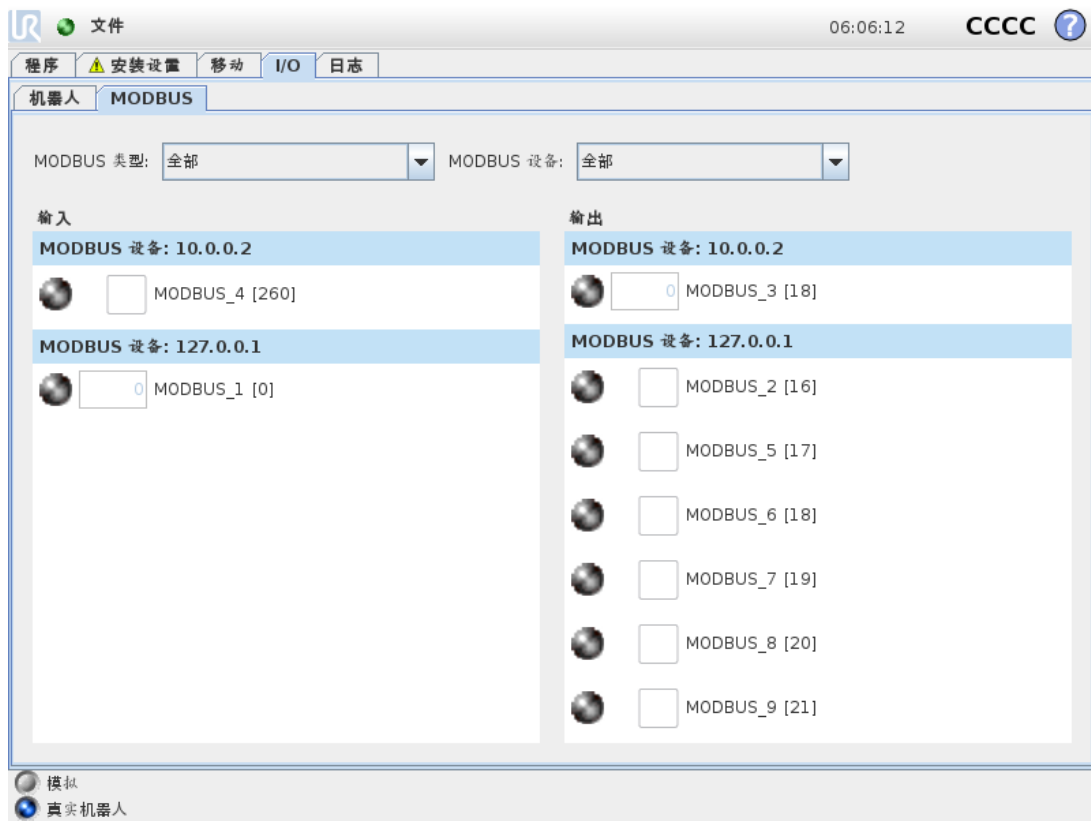 UR 文件 06:06:12 CCCC ?
程序 安装设置 移动 I/O 日志
机器人 MODBUS
MODBUS 类型: 全部 MODBUS 设备: 全部
输入
MODBUS 设备: 10.0.0.2
MODBUS_4 [260]
MODBUS 设备: 127.0.0.1
0 MODBUS_1 [0]
输出
MODBUS 设备: 10.0.0.2
0 MODBUS_3 [18]
MODBUS 设备: 127.0.0.1
MODBUS_2 [16]
MODBUS_5 [17]
MODBUS_6 [18]
MODBUS_7 [19]
MODBUS_8 [20]
MODBUS_9 [21]
模拟
真实机器人